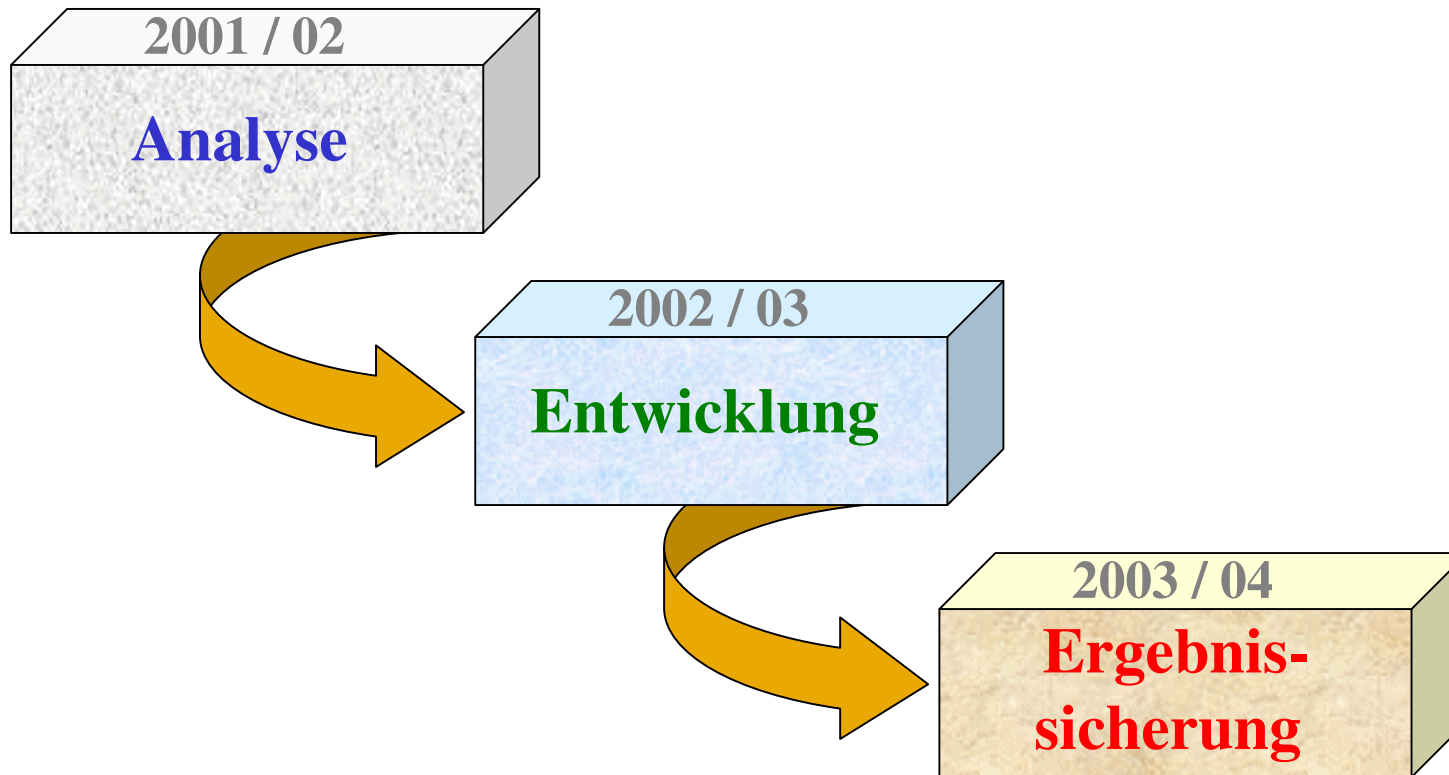 2001 / 02
Analyse
2002 / 03
Entwicklung
2003 / 04
Ergebnis-
sicherung